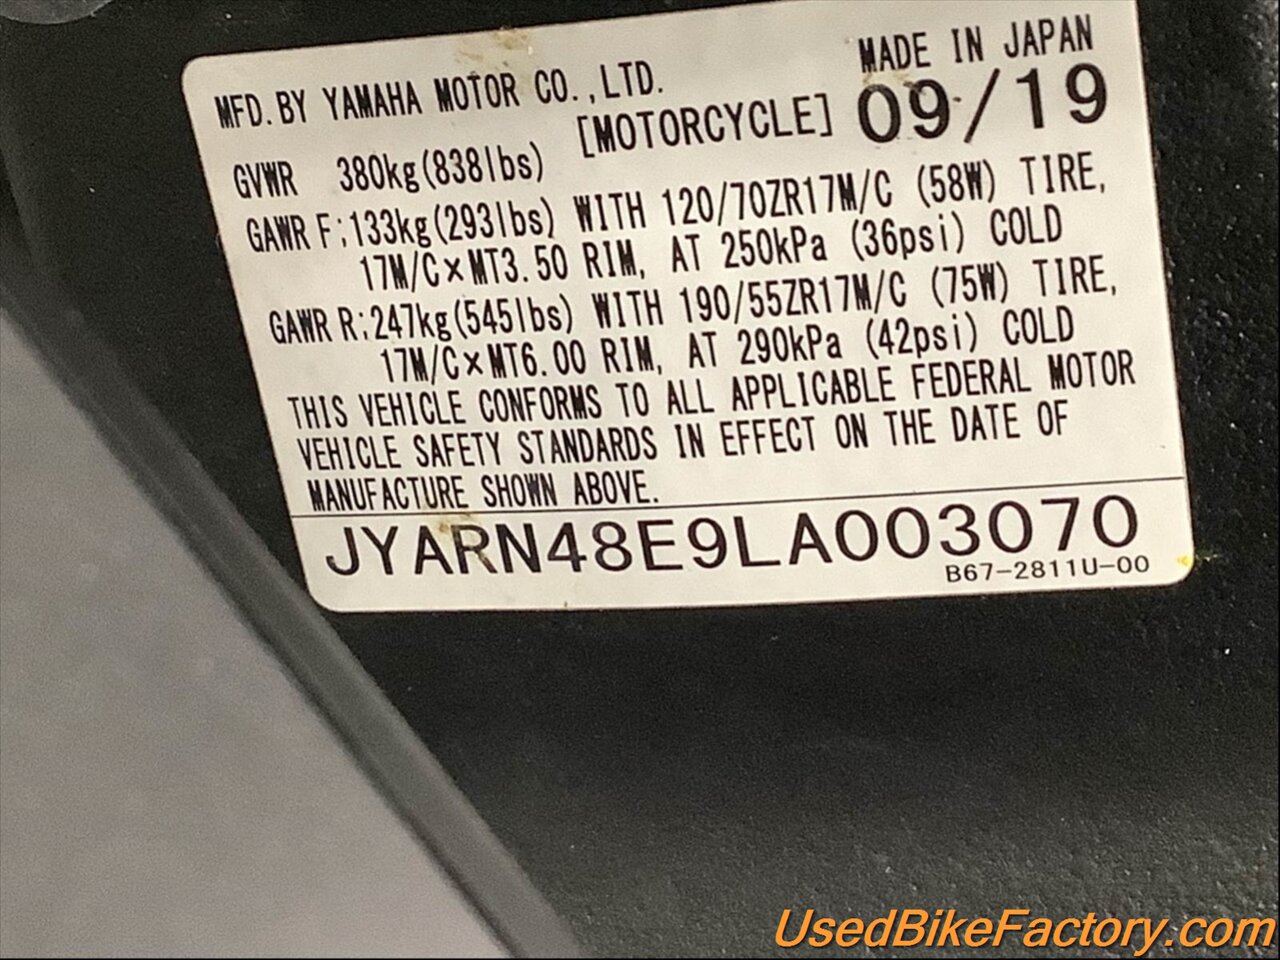 MFD. BY YAMAHA MOTOR CO.,LTD.
MADE IN JAPAN
[MOTORCYCLE] 09/19
GVWR 380kg(838lbs)
GAWR F:133kg(293lbs) WITH 120/70ZR17M/C (58W) TIRE,
17M/C×MT3.50 RIM, AT 250kPa (36psi) COLD
GAWR R:247kg(545lbs) WITH 190/55ZR17M/C (75W) TIRE,
17M/C×MT6.00 RIM, AT 290kPa (42psi) COLD
THIS VEHICLE CONFORMS TO ALL APPLICABLE FEDERAL MOTOR
VEHICLE SAFETY STANDARDS IN EFFECT ON THE DATE OF
MANUFACTURE SHOWN ABOVE.
JYARN48E9LA003070
B67-2811U-00
UsedBikeFactory.com